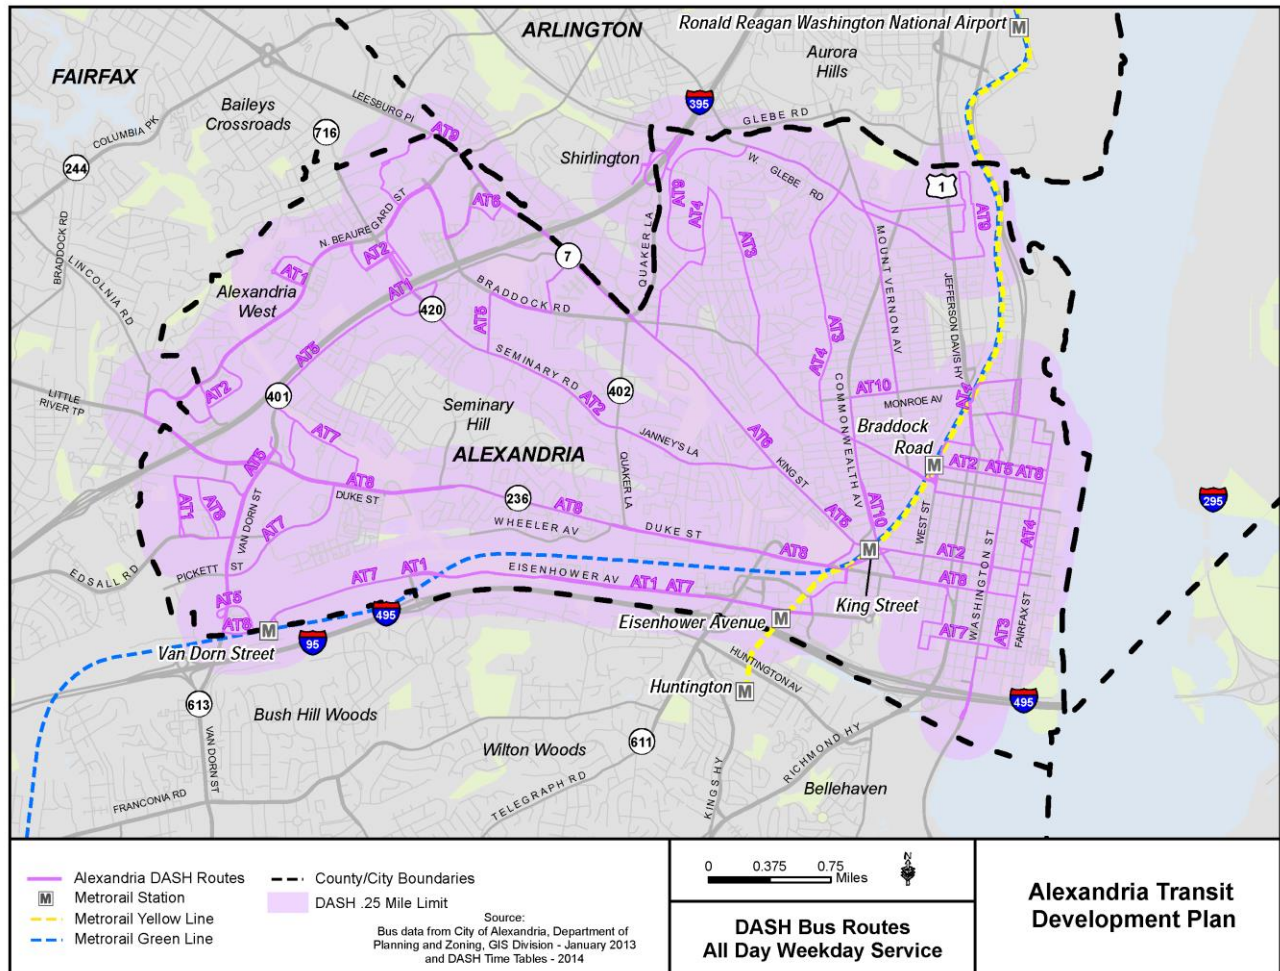 Ronald Reagan Washington National Airport
M
ARLINGTON
FAIRFAX
Aurora
Hills
Baileys
Crossroads
LEESBURG PI
395
COLUMBIA PK
716
GLEBE RD
AT9
244
Shirlington
W. GLEBE RD
1
BRADDOCK RD
N. BEAUREGARD ST
AT6
AT9
AT4
AT9
LINCOLNIA RD
AT2
7
QUAKER LA
AT3
MOUNT VERNON AV
AT1
AT1
BRADDOCK RD
JEFFERSON DAVIS HY
Alexandria
West
420
AT5
AT3
AT5
SEMINARY RD
AT4
AT2
401
402
COMMONWEALTH AV
AT10
AT4
LITTLE
RIVER TP
AT2
MONROE AV
Seminary
Hill
AT7
JANNEY'S LA
Braddock
Road
ALEXANDRIA
AT6
AT5
QUAKER LA
KING ST
M
AT2
AT5
AT8
AT8
DUKE ST
236
AT1
AT8
VAN DORN ST
AT8
AT5
AT10
WEST ST
AT4
AT7
WHEELER AV
DUKE ST
AT8
M
AT2
WASHINGTON ST
EDSALL RD
PICKETT ST
AT7
AT1
EISENHOWER AV
AT1
AT7
AT8
FAIRFAX ST
AT5
King Street
AT8
M
495
Eisenhower Avenue
M
AT7
AT3
95
Van Dorn Street
HUNTINGTON AV
Huntington
M
295
495
613
Bush Hill Woods
VAN DORN ST
Wilton Woods
611
RICHMOND HY
KINGS HY
TELEGRAPH RD
Bellehaven
FRANCONIA RD
Alexandria DASH Routes
M
Metrorail Station
Metrorail Yellow Line
Metrorail Green Line
County/City Boundaries
DASH .25 Mile Limit
Source:
Bus data from City of Alexandria, Department of
Planning and Zoning, GIS Division - January 2013
and DASH Time Tables - 2014
0 0.375 0.75
Miles
N
DASH Bus Routes
All Day Weekday Service
Alexandria Transit
Development Plan